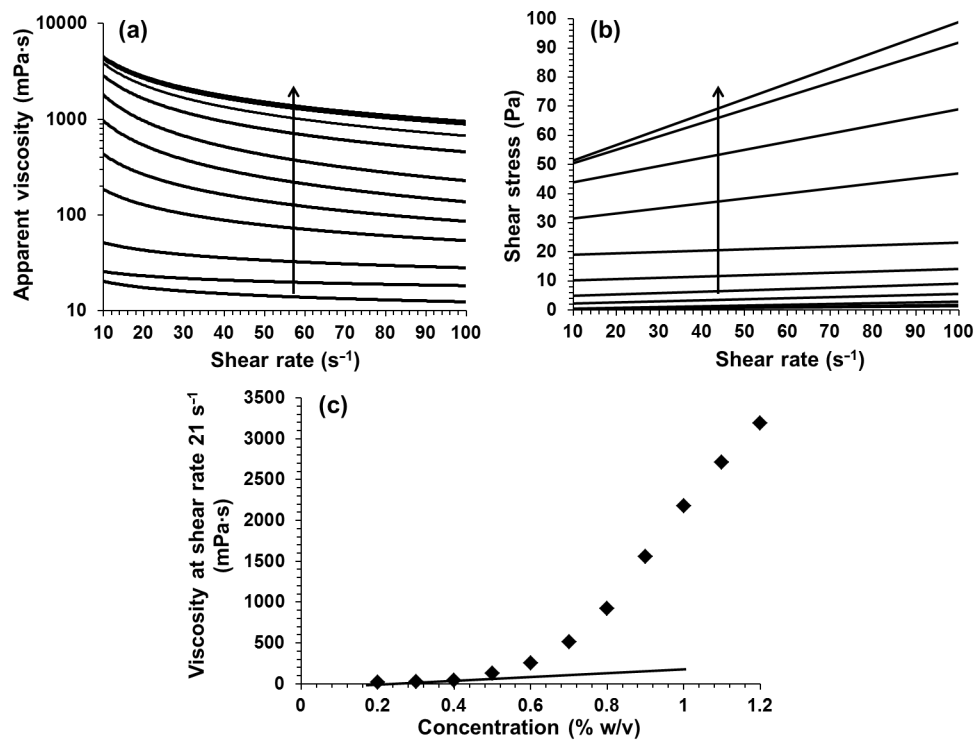 (a)
Apparent viscosity (mPa·s)
10000
1000
100
10
10 20 30 40 50 60 70 80 90 100
Shear rate (s⁻¹)
(b)
Shear stress (Pa)
100
90
80
70
60
50
40
30
20
10
0
10 20 30 40 50 60 70 80 90 100
Shear rate (s⁻¹)
(c)
Viscosity at shear rate 21 s⁻¹
(mPa·s)
3500
3000
2500
2000
1500
1000
500
0
0 0.2 0.4 0.6 0.8 1 1.2
Concentration (% w/v)